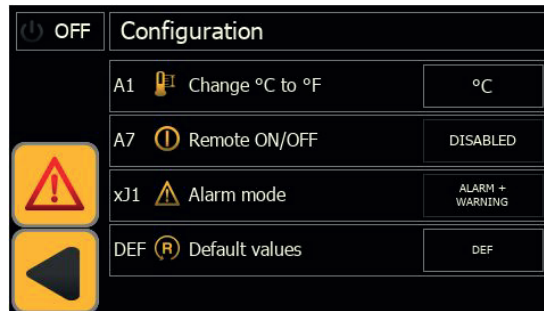 OFF Configuration
A1 Change °C to °F °C
A7 Remote ON/OFF DISABLED
xJ1 Alarm mode ALARM +
WARNING
DEF R Default values DEF